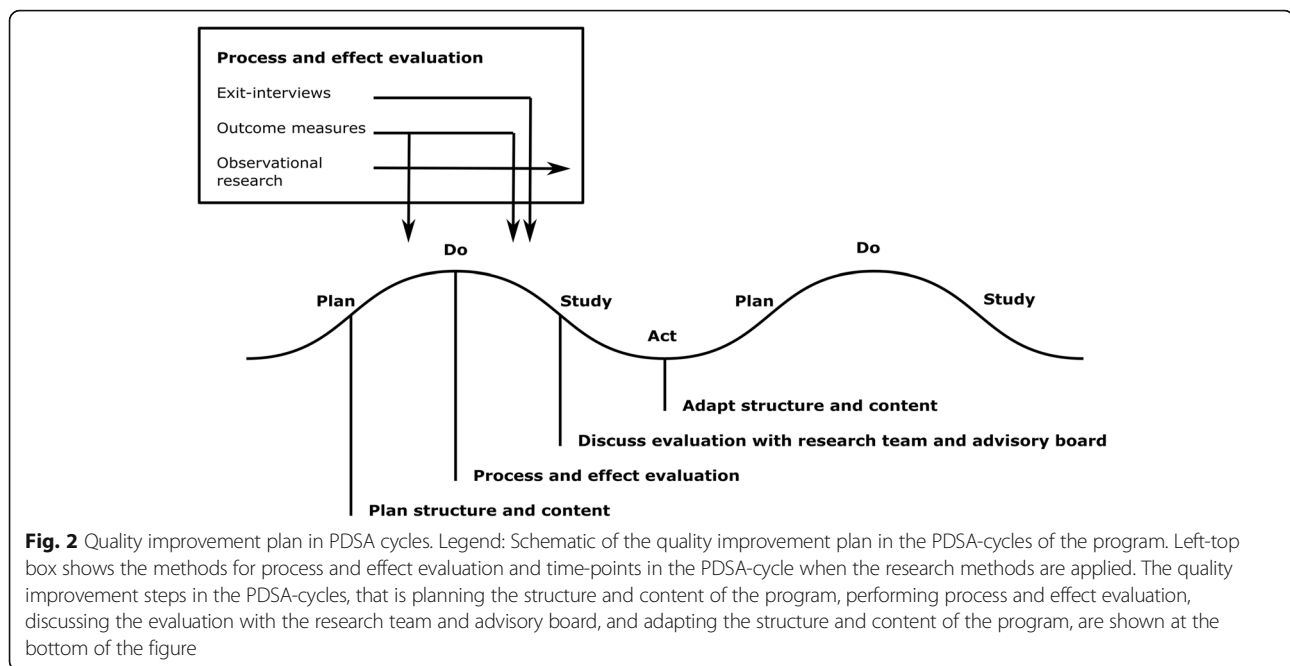 Process and effect evaluation
Exit-interviews
Outcome measures
Observational
research
Do
Do
Plan
Study
Plan
Study
Act
Adapt structure and content
Discuss evaluation with research team and advisory board
Process and effect evaluation
Plan structure and content
Fig. 2 Quality improvement plan in PDSA cycles. Legend: Schematic of the quality improvement plan in the PDSA-cycles of the program. Left-top
box shows the methods for process and effect evaluation and time-points in the PDSA-cycle when the research methods are applied. The quality
improvement steps in the PDSA-cycles, that is planning the structure and content of the program, performing process and effect evaluation,
discussing the evaluation with the research team and advisory board, and adapting the structure and content of the program, are shown at the
bottom of the figure